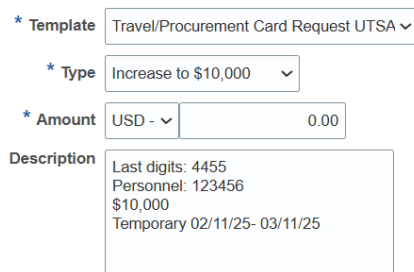 * Template Travel/Procurement Card Request UTSA
* Type Increase to $10,000
* Amount USD - 0.00
Description
Last digits: 4455
Personnel: 123456
$10,000
Temporary 02/11/25- 03/11/25